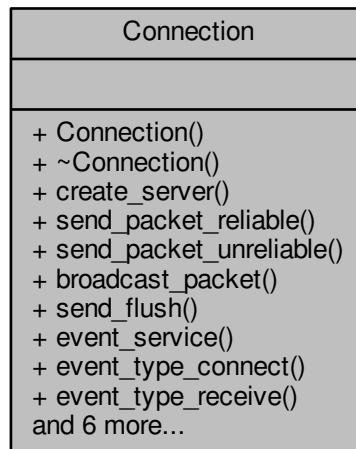 Connection
+ Connection()
+ ~Connection()
+ create_server()
+ send_packet_reliable()
+ send_packet_unreliable()
+ broadcast_packet()
+ send_flush()
+ event_service()
+ event_type_connect()
+ event_type_receive()
and 6 more...